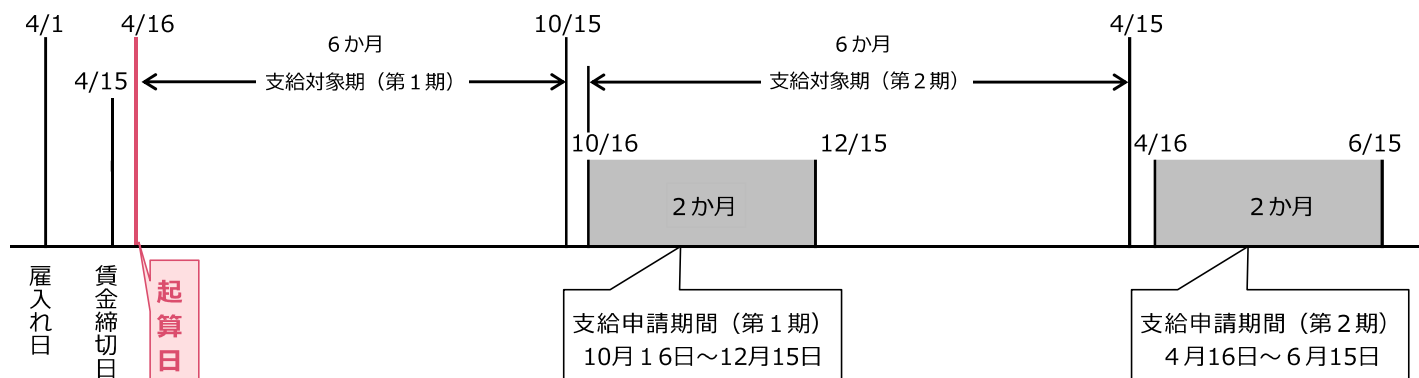 4/1
4/16
10/15
4/15
6か月
6か月
4/15
支給対象期（第１期）
支給対象期（第２期）
10/16
12/15
4/16
6/15
２か月
２か月
雇入れ日
賃金締切日
起算日
支給申請期間（第１期）
10月１6日～12月15日
支給申請期間（第２期）
４月16日～６月15日